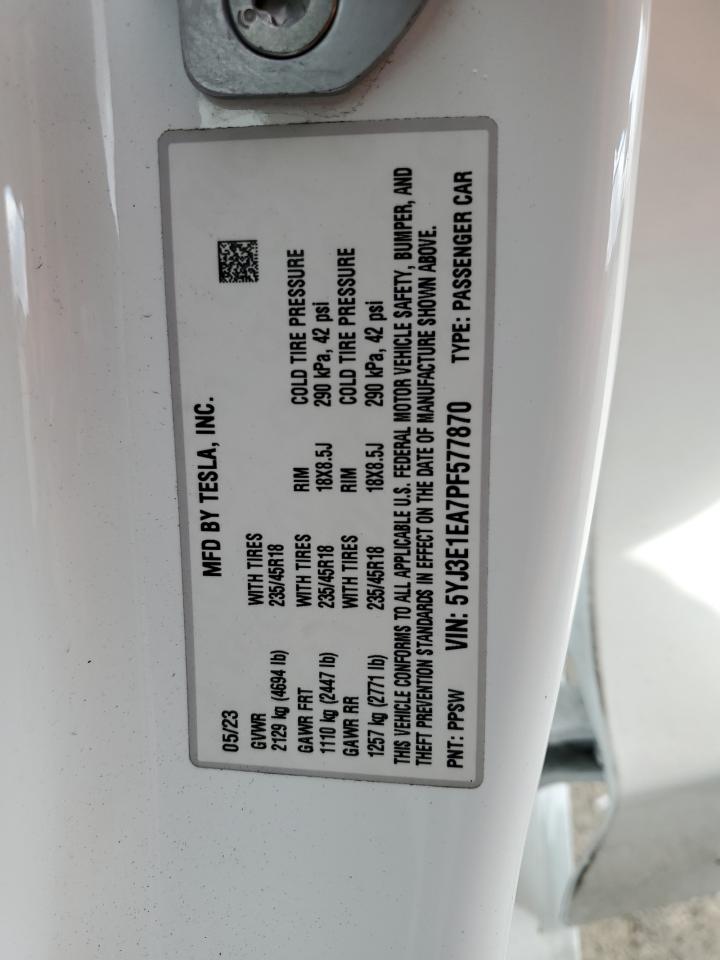 MFD BY TESLA, INC.
05/23
GVWR WITH TIRES
2129 kg (4694 lb) 235/45R18
GAWR FRT WITH TIRES RIM COLD TIRE PRESSURE
1110 kg (2447 lb) 235/45R18 18X8.5J 290 kPa, 42 psi
GAWR RR WITH TIRES RIM COLD TIRE PRESSURE
1257 kg (2771 lb) 235/45R18 18X8.5J 290 kPa, 42 psi
THIS VEHICLE CONFORMS TO ALL APPLICABLE U.S. FEDERAL MOTOR VEHICLE SAFETY, BUMPER, AND
THEFT PREVENTION STANDARDS IN EFFECT ON THE DATE OF MANUFACTURE SHOWN ABOVE.
PNT: PPSW VIN: 5YJ3E1EA7PF577870 TYPE: PASSENGER CAR